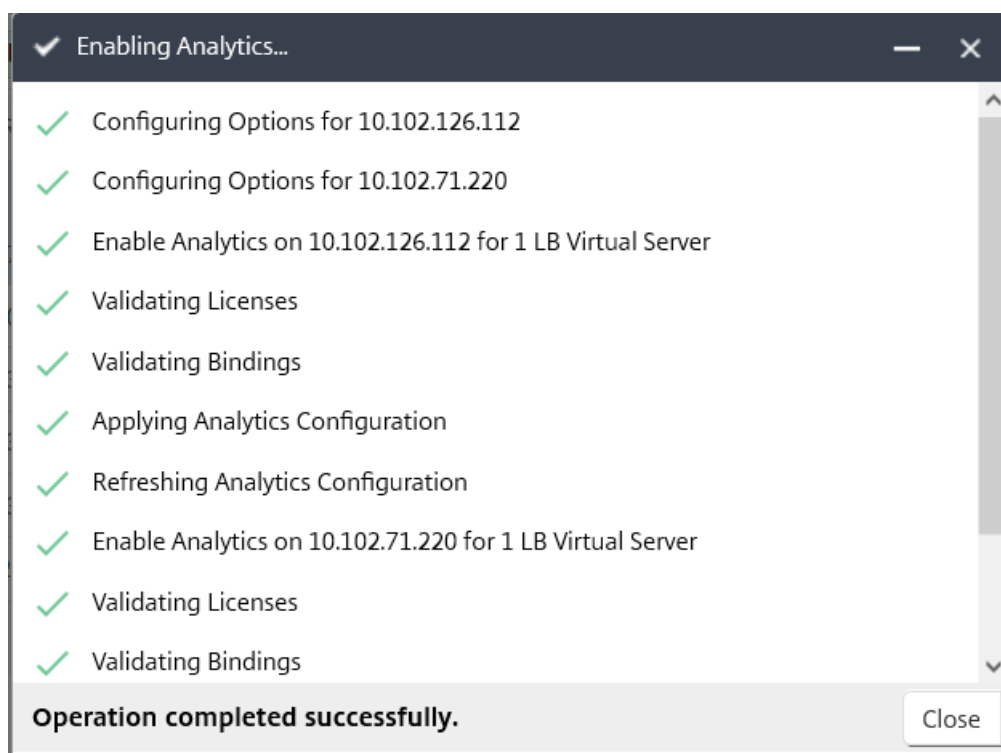 Enabling Analytics...
Configuring Options for 10.102.126.112
Configuring Options for 10.102.71.220
Enable Analytics on 10.102.126.112 for 1 LB Virtual Server
Validating Licenses
Validating Bindings
Applying Analytics Configuration
Refreshing Analytics Configuration
Enable Analytics on 10.102.71.220 for 1 LB Virtual Server
Validating Licenses
Validating Bindings
Operation completed successfully.
Close